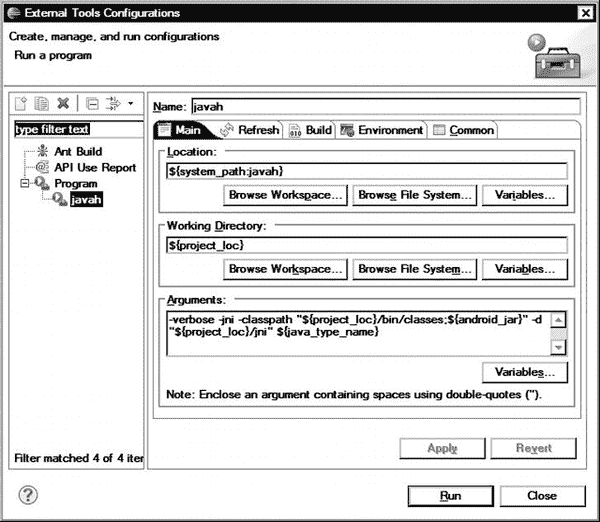 External Tools Configurations
Create, manage, and run configurations
Run a program
type filter text
Ant Build
API Use Report
Program
javah
Filter matched 4 of 4 iter
Name: javah
Main Refresh Build Environment Common
Location:
${system_path:javah}
Browse Workspace... Browse File System... Variables...
Working Directory:
${project_loc}
Browse Workspace... Browse File System... Variables...
Arguments:
-verbose -jni -classpath "${project_loc}/bin/classes;${android_jar}" -d
"${project_loc}/jni" ${java_type_name}
Variables...
Note: Enclose an argument containing spaces using double-quotes (").
Apply Revert
Run Close